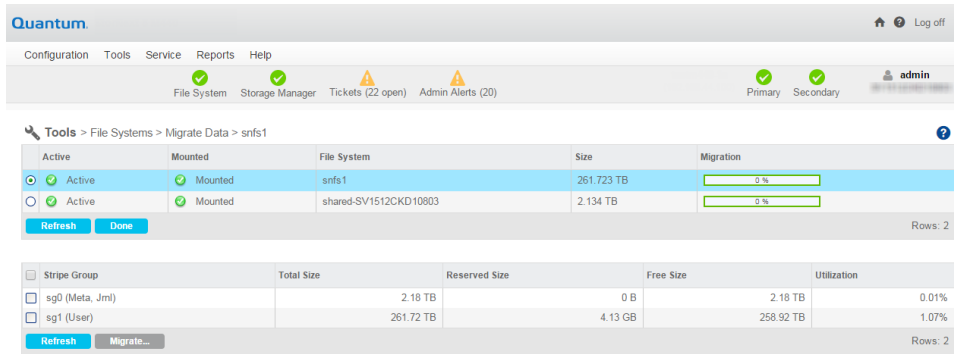 Quantum.
Log off
Configuration Tools Service Reports Help
File System Storage Manager Tickets (22 open) Admin Alerts (20) Primary Secondary admin
Tools > File Systems > Migrate Data > snfs1
Active Mounted File System Size Migration
Active Mounted snfs1 261.723 TB 0 %
Active Mounted shared-SV1512CKD10803 2.134 TB 0 %
Refresh Done Rows: 2
Stripe Group Total Size Reserved Size Free Size Utilization
sg0 (Meta, Jrnl) 2.18 TB 0 B 2.18 TB 0.01%
sg1 (User) 261.72 TB 4.13 GB 258.92 TB 1.07%
Refresh Migrate... Rows: 2